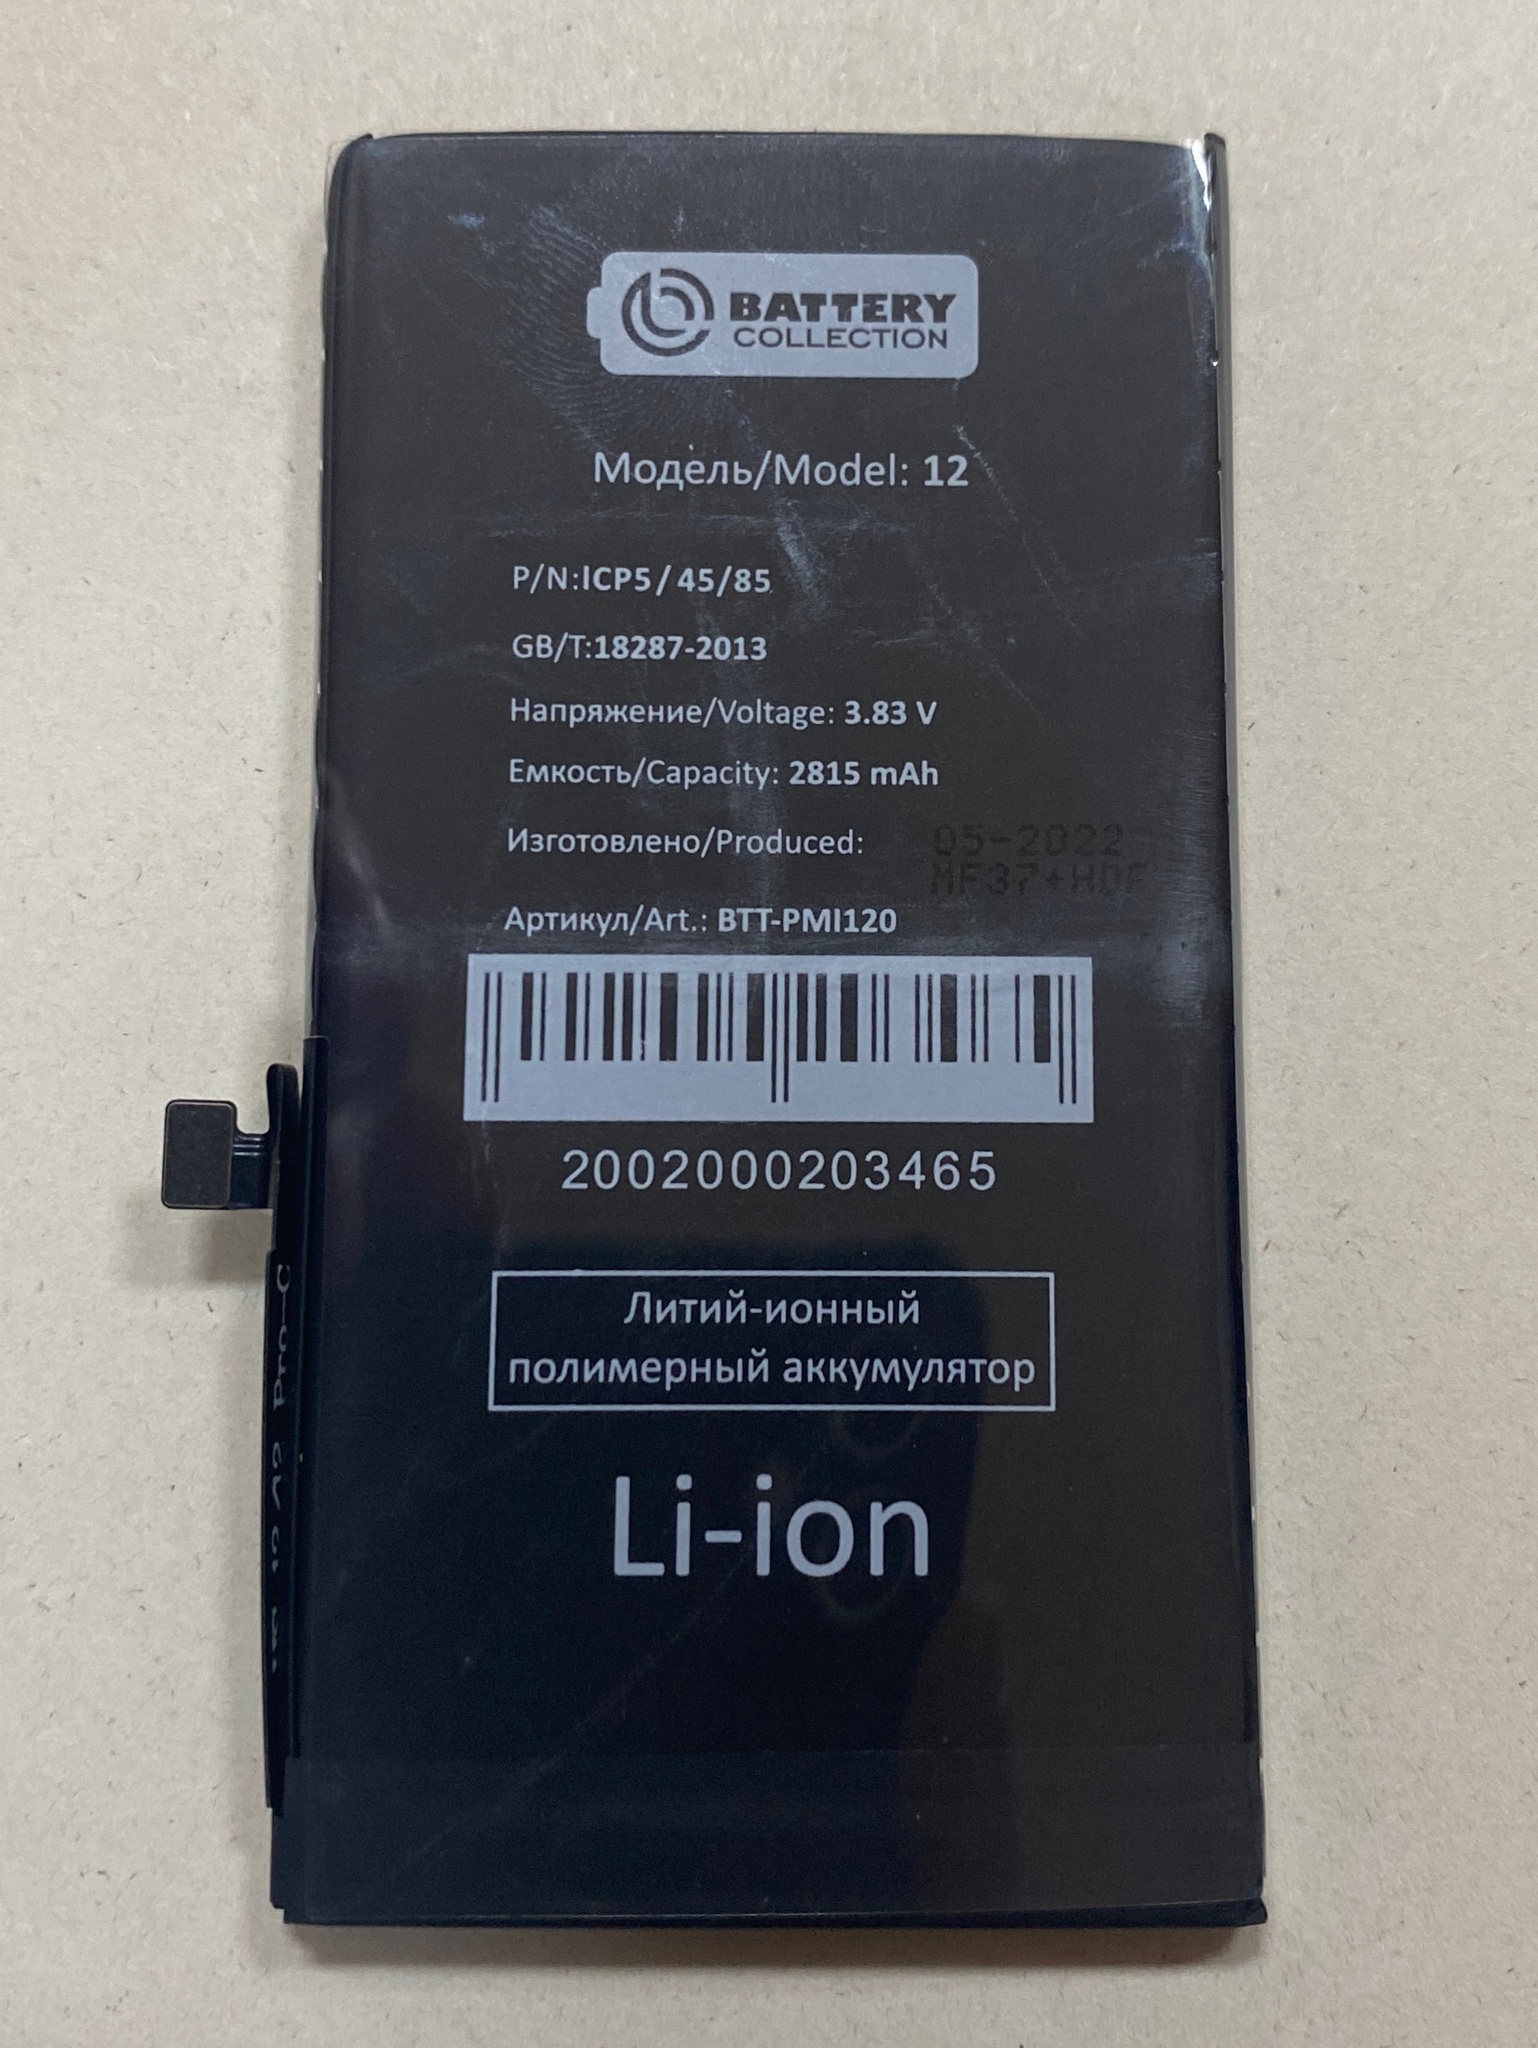 BATTERY
COLLECTION
Модель/Model: 12
P/N:ICP5/45/85
GB/T:18287-2013
Напряжение/Voltage: 3.83 V
Емкость/Capacity: 2815 mAh
Изготовлено/Produced: 05-2022
Артикул/Art.: BTT-PMI120
2002000203465
Литий-ионный
полимерный аккумулятор
Li-ion
Pro-C